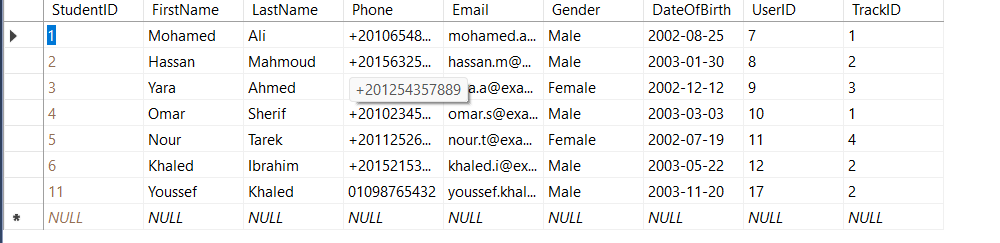 StudentID FirstName LastName Phone Email Gender DateOfBirth UserID TrackID
1 Mohamed Ali +20106548... mohamed.a... Male 2002-08-25 7 1
2 Hassan Mahmoud +20156325... hassan.m@... Male 2003-01-30 8 2
3 Yara Ahmed +201254357889 a.a@exa... Female 2002-12-12 9 3
4 Omar Sherif +20102345... omar.s@exa... Male 2003-03-03 10 1
5 Nour Tarek +20112526... nour.t@exa... Female 2002-07-19 11 4
6 Khaled Ibrahim +20152153... khaled.i@ex... Male 2003-05-22 12 2
11 Youssef Khaled 01098765432 youssef.khal... Male 2003-11-20 17 2
* NULL NULL NULL NULL NULL NULL NULL NULL NULL